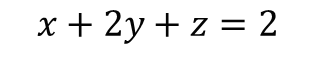 x + 2y + z = 2